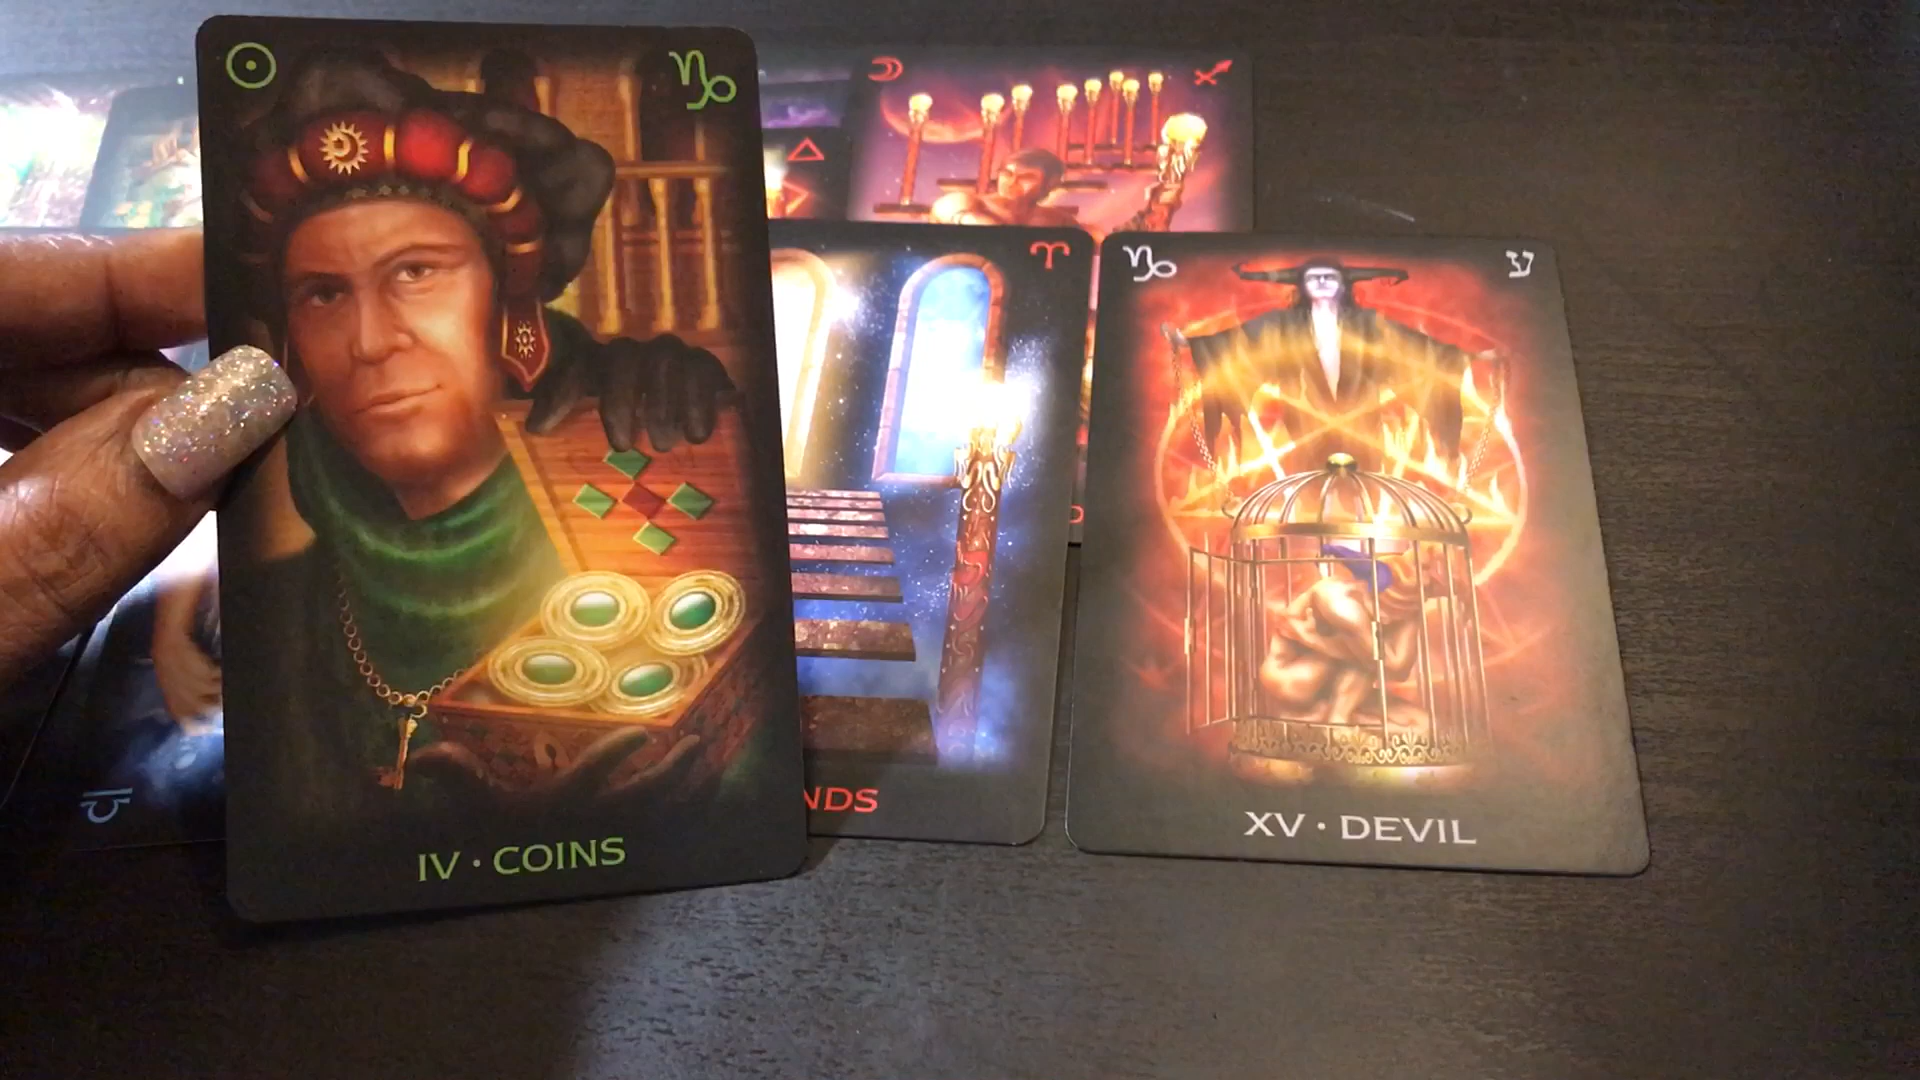 IV • COINS
NDS
XV • DEVIL
ע